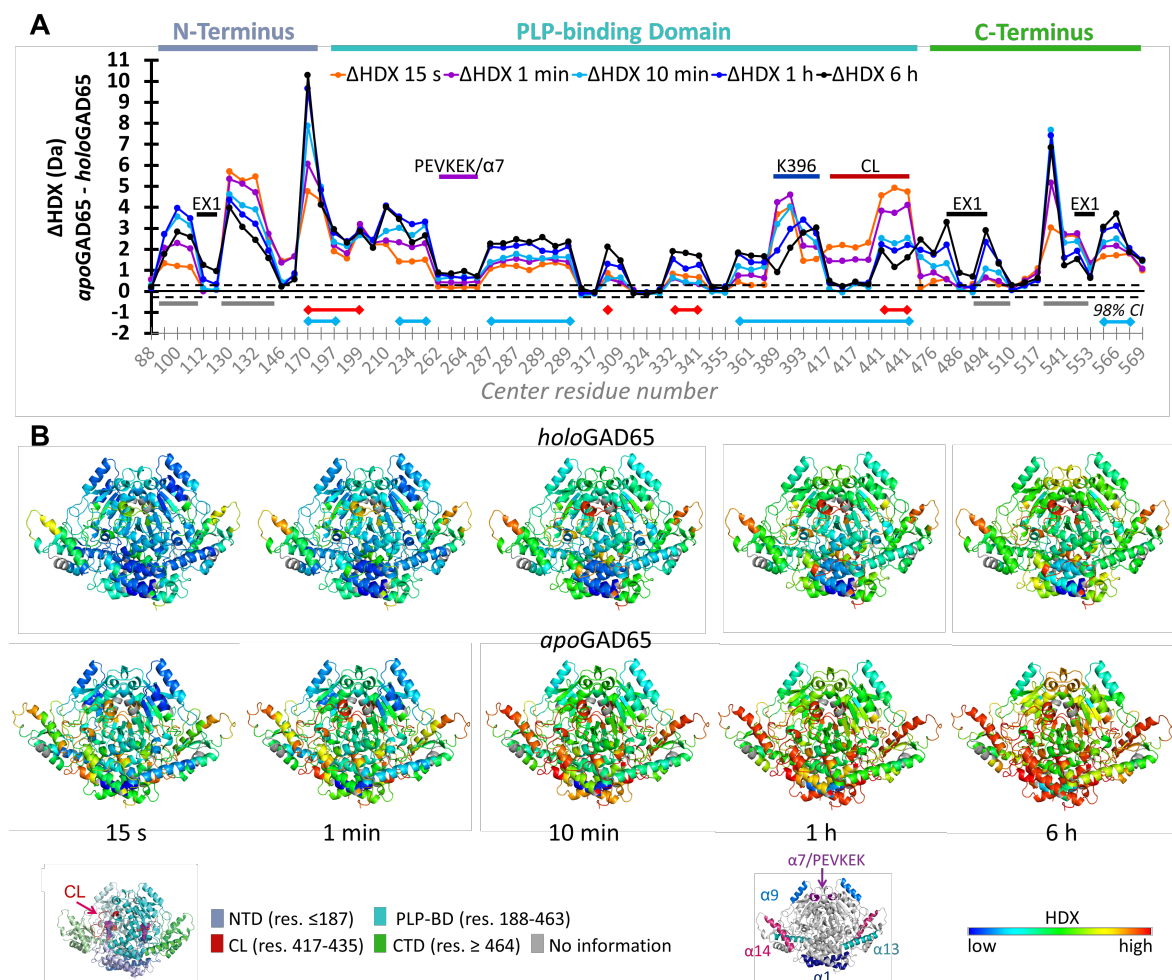 A
N-Terminus PLP-binding Domain C-Terminus
ΔHDX (Da)
apoGAD65 - holoGAD65
11
10
9
8
7
6
5
4
3
2
1
0
-1
-2
ΔHDX 15 s ΔHDX 1 min ΔHDX 10 min ΔHDX 1 h ΔHDX 6 h
PEVKEK/α7 K396 CL
EX1 EX1 EX1
98% CI
88 100 112 130 132 146 170 197 199 210 234 262 264 287 287 289 289 317 309 324 332 341 355 361 389 393 417 417 441 441 476 486 494 510 517 541 553 566 569
Center residue number
B
holoGAD65
apoGAD65
15 s 1 min 10 min 1 h 6 h
CL
NTD (res. ≤187) PLP-BD (res. 188-463)
CL (res. 417-435) CTD (res. ≥ 464) No information
α7/PEVKEK
α9
α14 α13
α1
HDX
low high